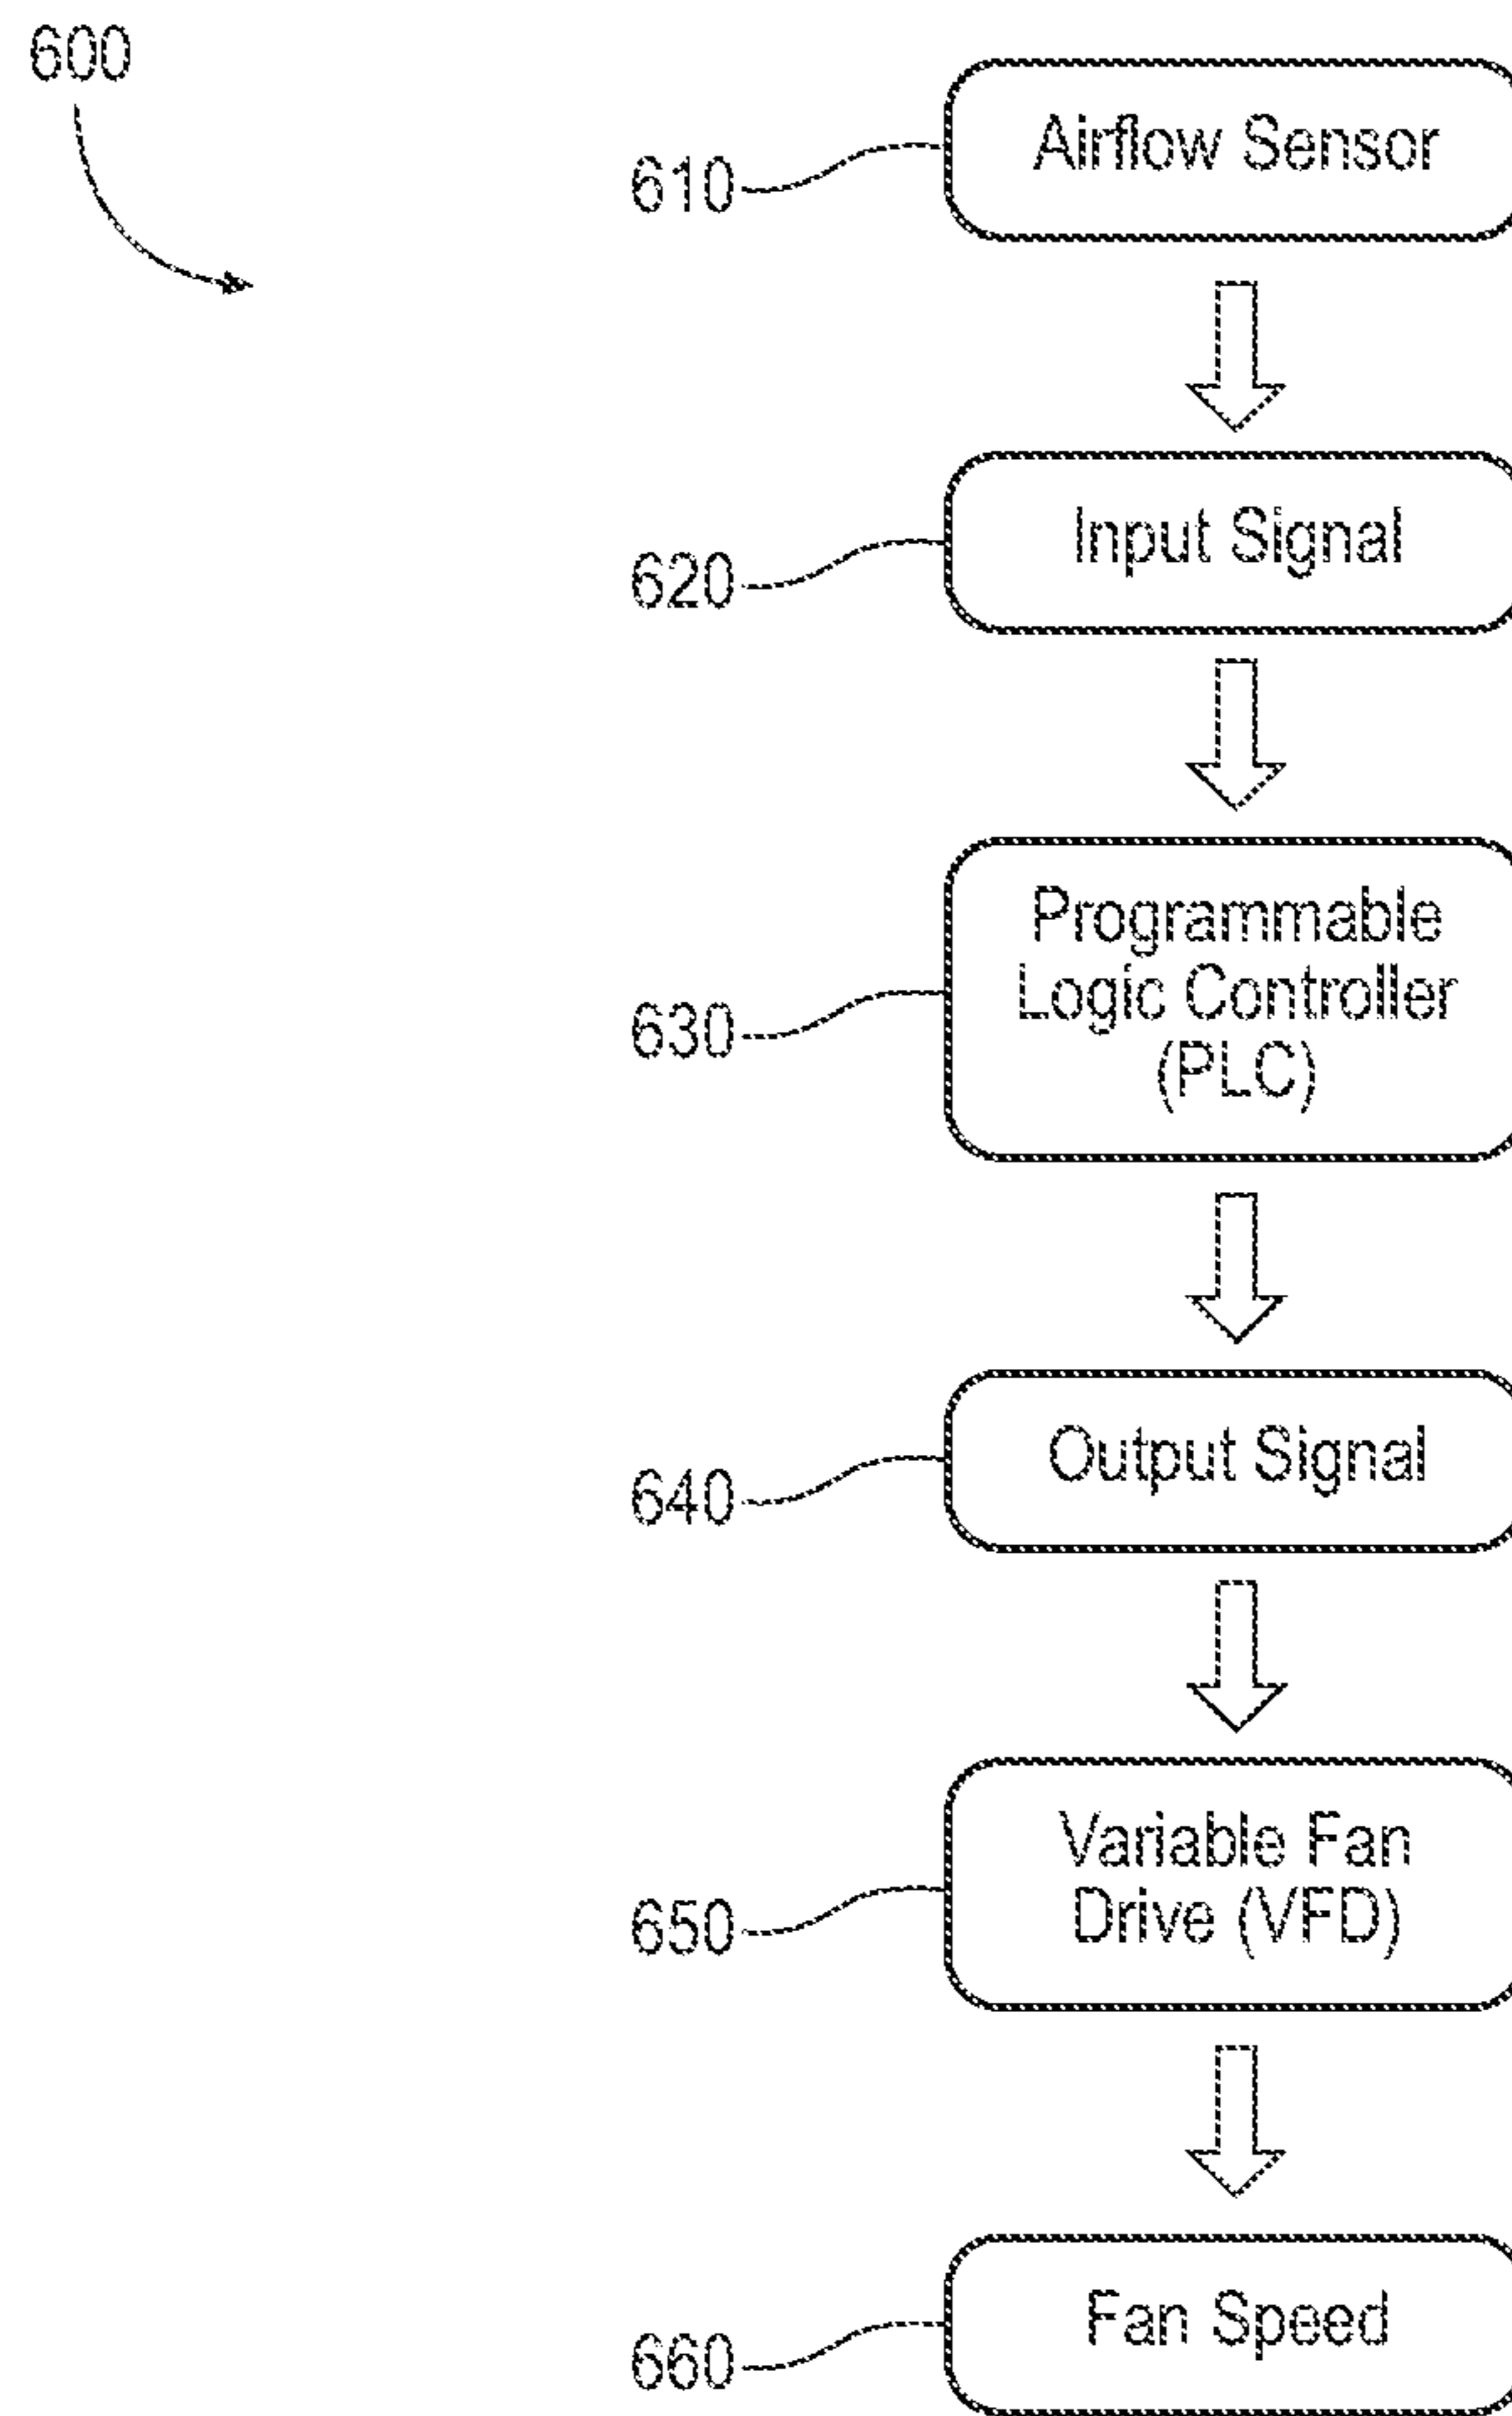 600
610
Airflow Sensor
620
Input Signal
630
Programmable
Logic Controller
(PLC)
640
Output Signal
650
Variable Fan
Drive (VFD)
660
Fan Speed